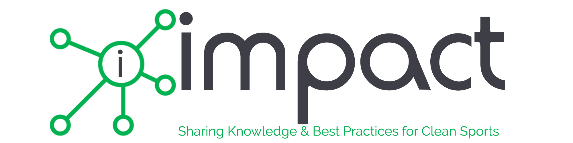 i
impact
Sharing Knowledge & Best Practices for Clean Sports